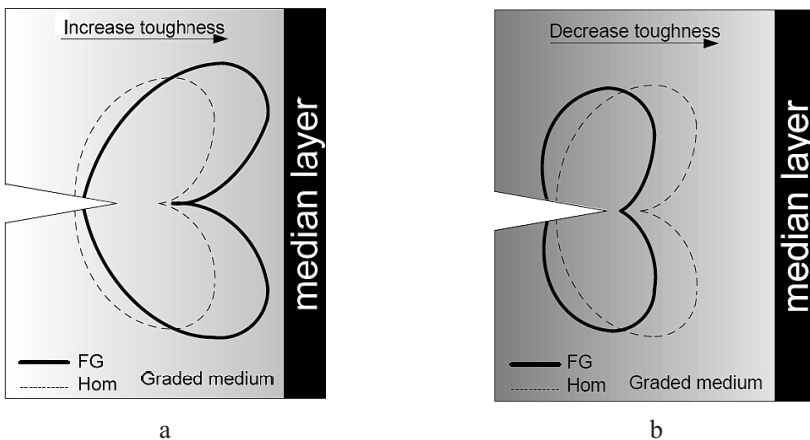 Increase toughness
median layer
FG
Hom
Graded medium
a
Decrease toughness
median layer
FG
Hom
Graded medium
b